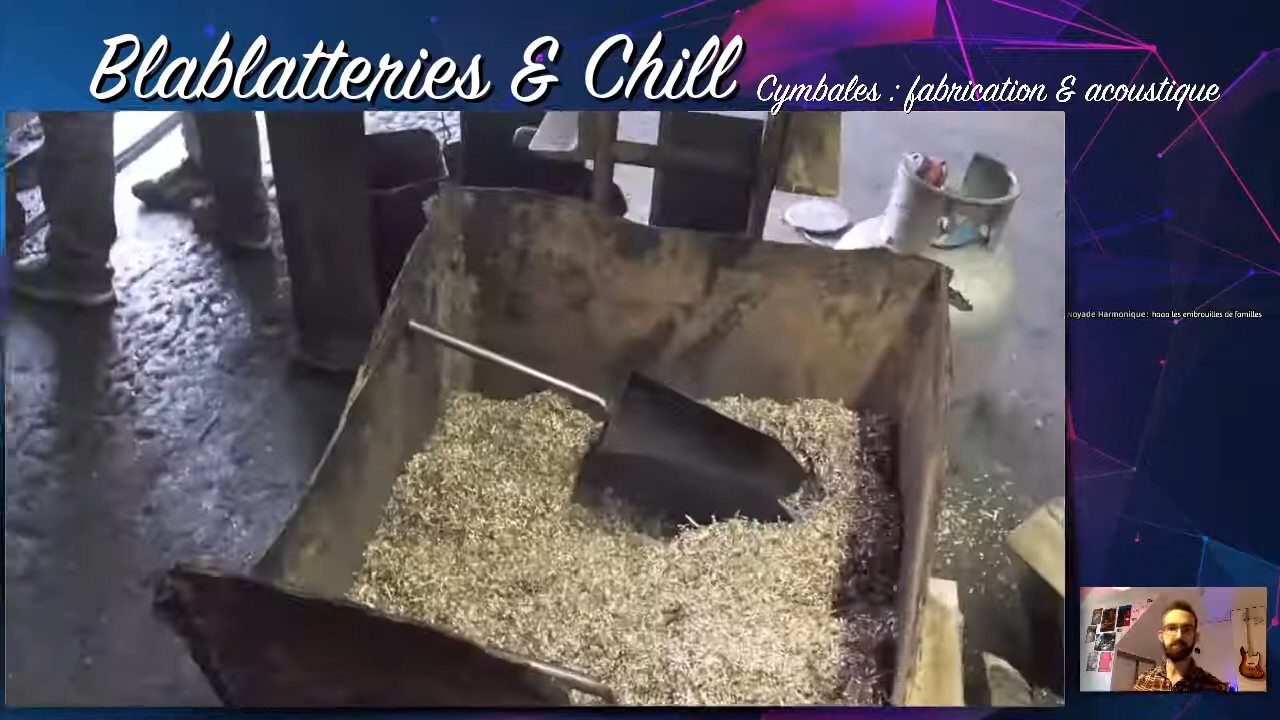 Blablatteries & Chill
Cymbales : fabrication & acoustique
Noyade Harmonique: haaa les embrouilles de familles